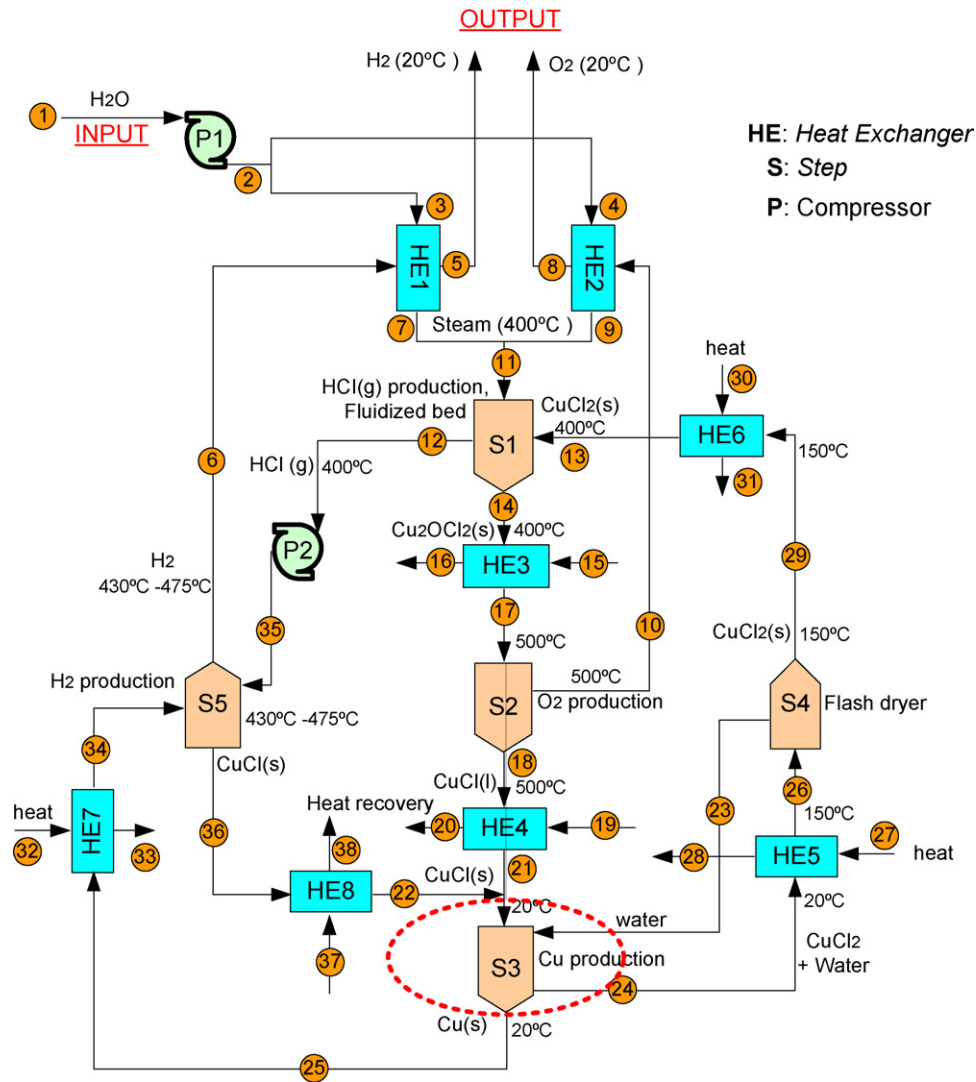 OUTPUT
H2 (20ºC )
O2 (20ºC )
1
H2O
INPUT
P1
2
HE: Heat Exchanger
S: Step
P: Compressor
3
4
HE1
5
8
HE2
7
Steam (400ºC )
9
11
heat
30
HCl(g) production,
Fluidized bed
CuCl2(s)
400ºC
12
S1
13
HE6
150ºC
31
6
HCl (g)
400ºC
14
Cu2OCl2(s)
400ºC
P2
16
HE3
15
H2
430ºC -475ºC
17
10
29
35
500ºC
CuCl2(s)
150ºC
H2 production
S5
430ºC -475ºC
S2
500ºC
O2 production
S4
Flash dryer
34
CuCl(s)
18
CuCl(l)
500ºC
26
23
150ºC
heat
32
HE7
33
36
Heat recovery
38
20
HE4
19
28
HE5
27
heat
21
HE8
22
CuCl(s)
20ºC
20ºC
water
37
S3
Cu production
CuCl2
+ Water
24
Cu(s)
20ºC
25